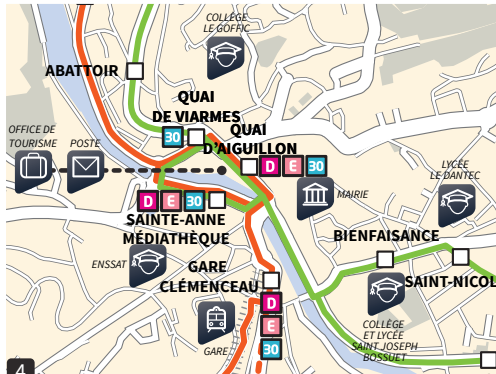 COLLÈGE
LE GOFFIC
ABATTOIR
QUAI
DE VIARMES
30
QUAI
D'AIGUILLON
D E 30
OFFICE DE
TOURISME
POSTE
LYCÉE
LE DANTEC
MAIRIE
D E 30
SAINTE-ANNE
MÉDIATHÈQUE
BIENFAISANCE
ENSSAT
GARE
CLÉMENCEAU
SAINT-NICOL
D
E
30
GARE
COLLÈGE
ET LYCÉE
SAINT JOSEPH
BOSSUET
4